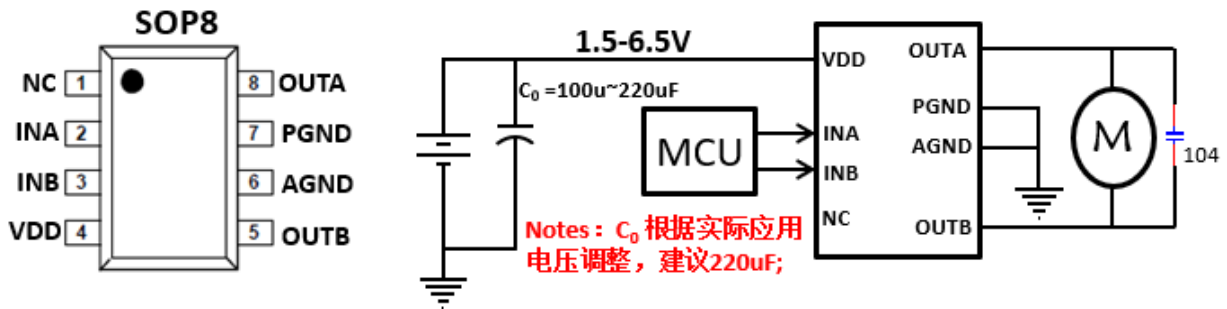 SOP8
NC 1
8 OUTA
INA 2
7 PGND
INB 3
6 AGND
VDD 4
5 OUTB
1.5-6.5V
C₀ =100u~220uF
MCU
VDD
INA
INB
NC
OUTA
PGND
AGND
OUTB
M
104
Notes：C₀ 根据实际应用
电压调整，建议220uF;